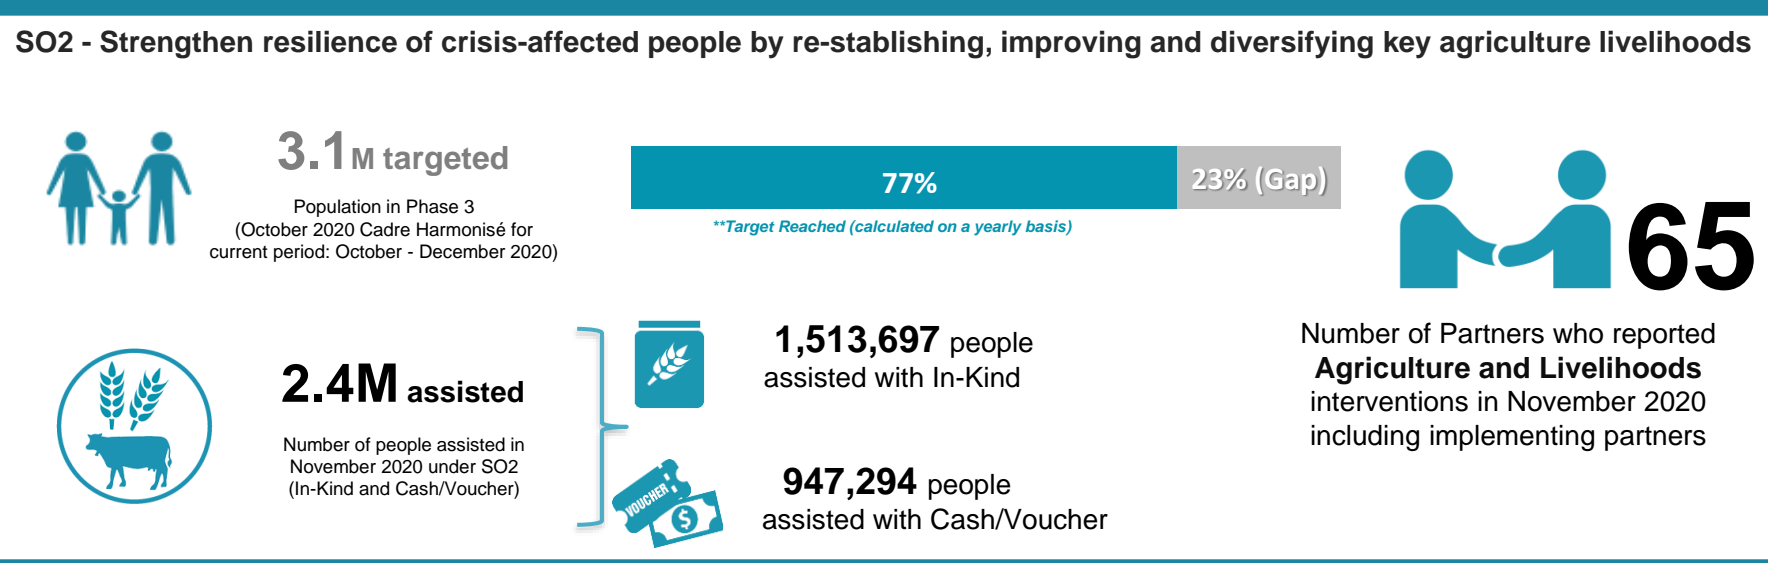 SO2 - Strengthen resilience of crisis-affected people by re-stablishing, improving and diversifying key agriculture livelihoods
3.1M targeted
Population in Phase 3
(October 2020 Cadre Harmonisé for
current period: October - December 2020)
77%
23% (Gap)
**Target Reached (calculated on a yearly basis)
65
Number of Partners who reported
Agriculture and Livelihoods
interventions in November 2020
including implementing partners
2.4M assisted
Number of people assisted in
November 2020 under SO2
(In-Kind and Cash/Voucher)
1,513,697 people
assisted with In-Kind
VOUCHER
$
947,294 people
assisted with Cash/Voucher